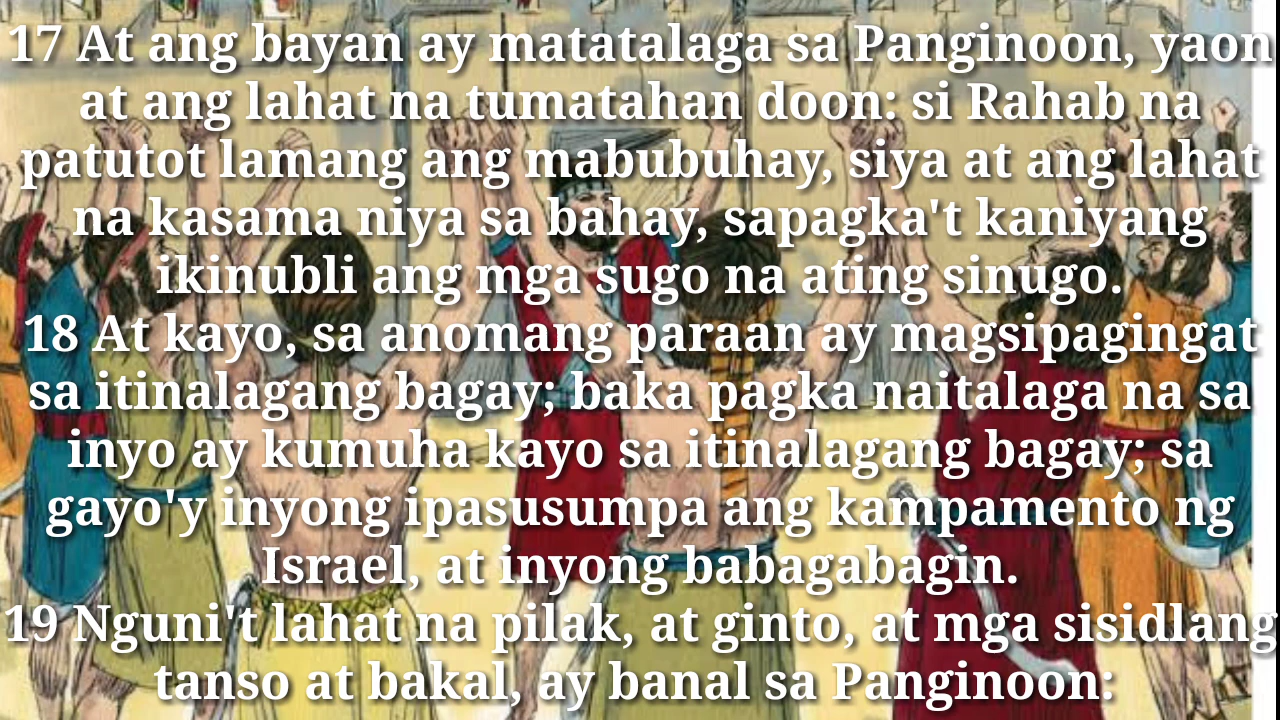 17 At ang bayan ay matatalaga sa Panginoon, yaon
at ang lahat na tumatahan doon: si Rahab na
patutot lamang ang mabubuhay, siya at ang lahat
na kasama niya sa bahay, sapagka't kaniyang
ikinubli ang mga sugo na ating sinugo.
18 At kayo, sa anomang paraan ay magsipagingat
sa itinalagang bagay; baka pagka naitalaga na sa
inyo ay kumuha kayo sa itinalagang bagay; sa
gayo'y inyong ipasusumpa ang kampamento ng
Israel, at inyong babagabagin.
19 Nguni't lahat na pilak, at ginto, at mga sisidlang
tanso at bakal, ay banal sa Panginoon: